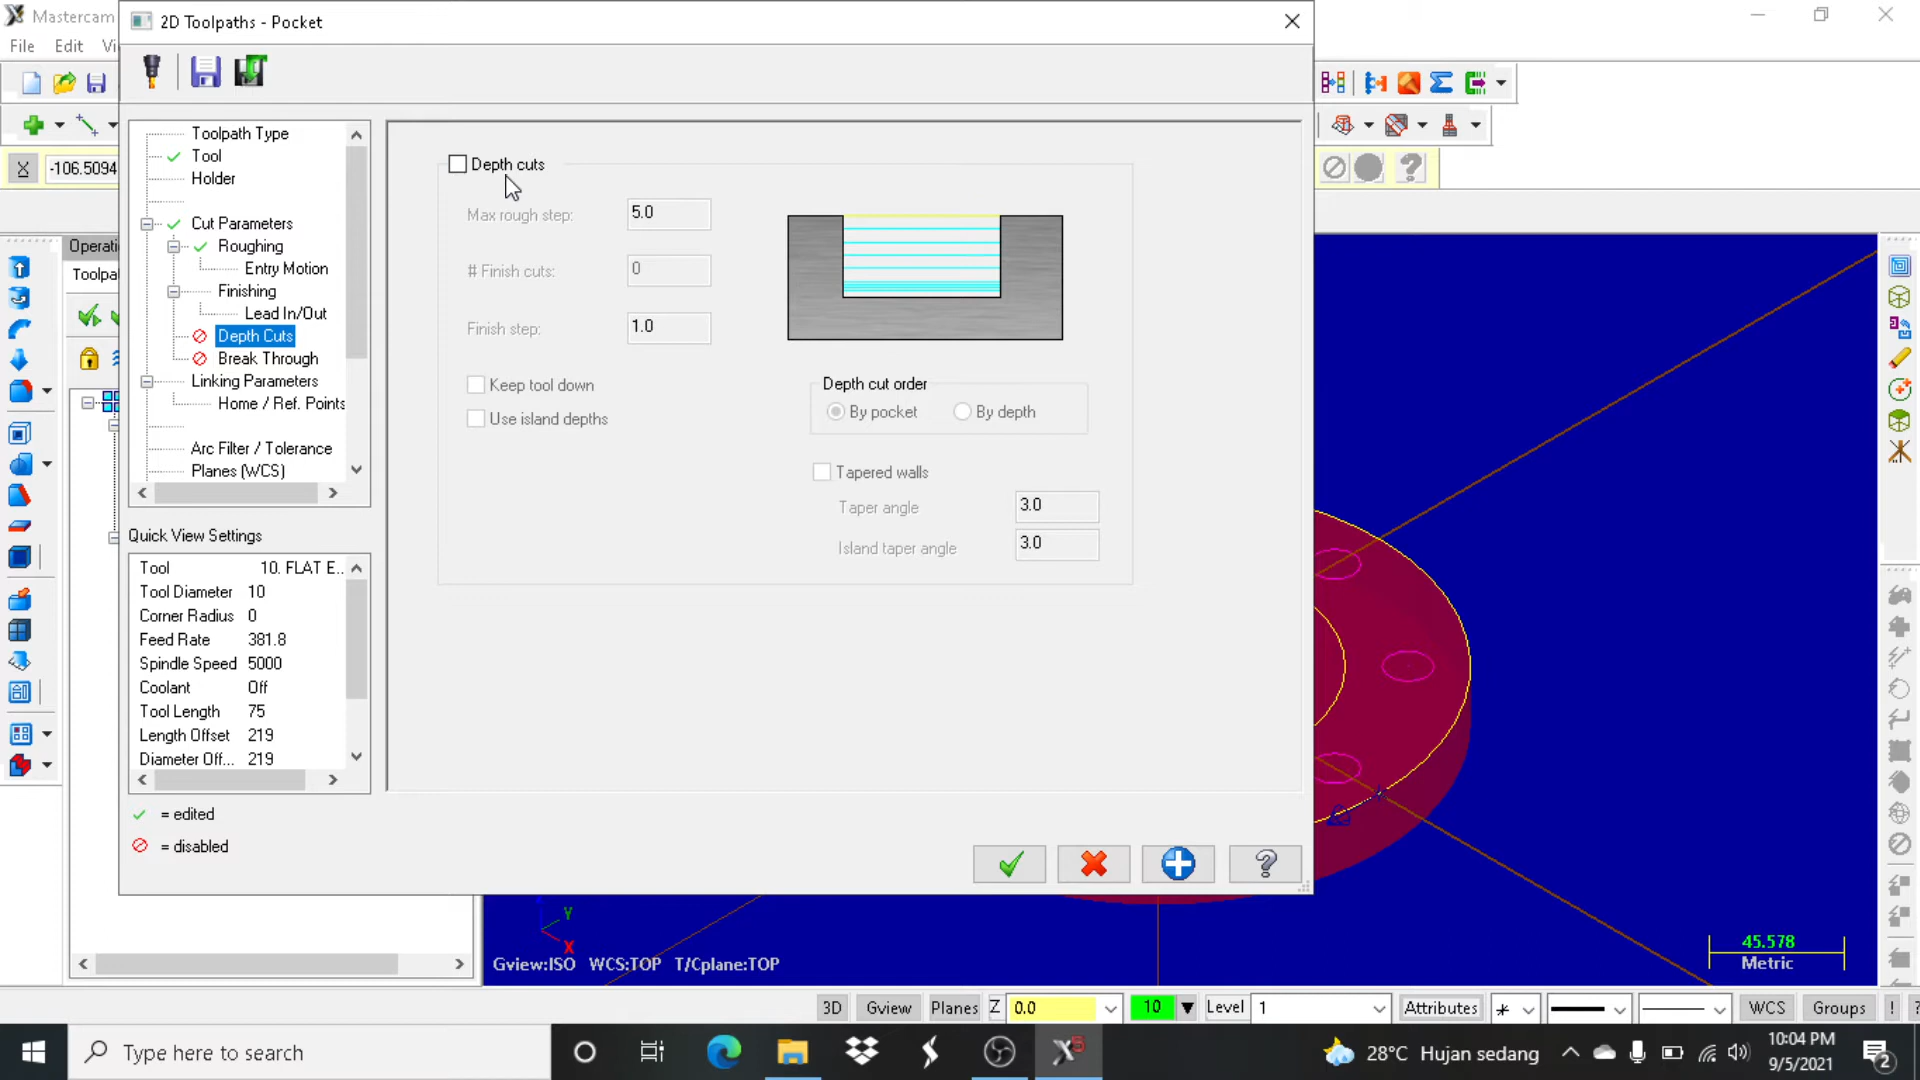 Mastercam
2D Toolpaths - Pocket
File Edit
X -106.5094
Toolpath Type
Tool
Holder
Cut Parameters
Roughing
Entry Motion
Finishing
Lead In/Out
Depth Cuts
Break Through
Linking Parameters
Home / Ref. Points
Arc Filter / Tolerance
Planes (WCS)
Depth cuts
Max rough step: 5.0
# Finish cuts: 0
Finish step: 1.0
Keep tool down
Use island depths
Depth cut order
By pocket By depth
Tapered walls
Taper angle 3.0
Island taper angle 3.0
Quick View Settings
Tool 10. FLAT E..
Tool Diameter 10
Corner Radius 0
Feed Rate 381.8
Spindle Speed 5000
Coolant Off
Tool Length 75
Length Offset 219
Diameter Off... 219
= edited
= disabled
Y
X
Gview:ISO WCS:TOP T/Cplane:TOP
45.578
Metric
3D Gview Planes Z 0.0 10 Level 1 Attributes WCS Groups ! ?
Type here to search
28°C Hujan sedang
10:04 PM
9/5/2021
2